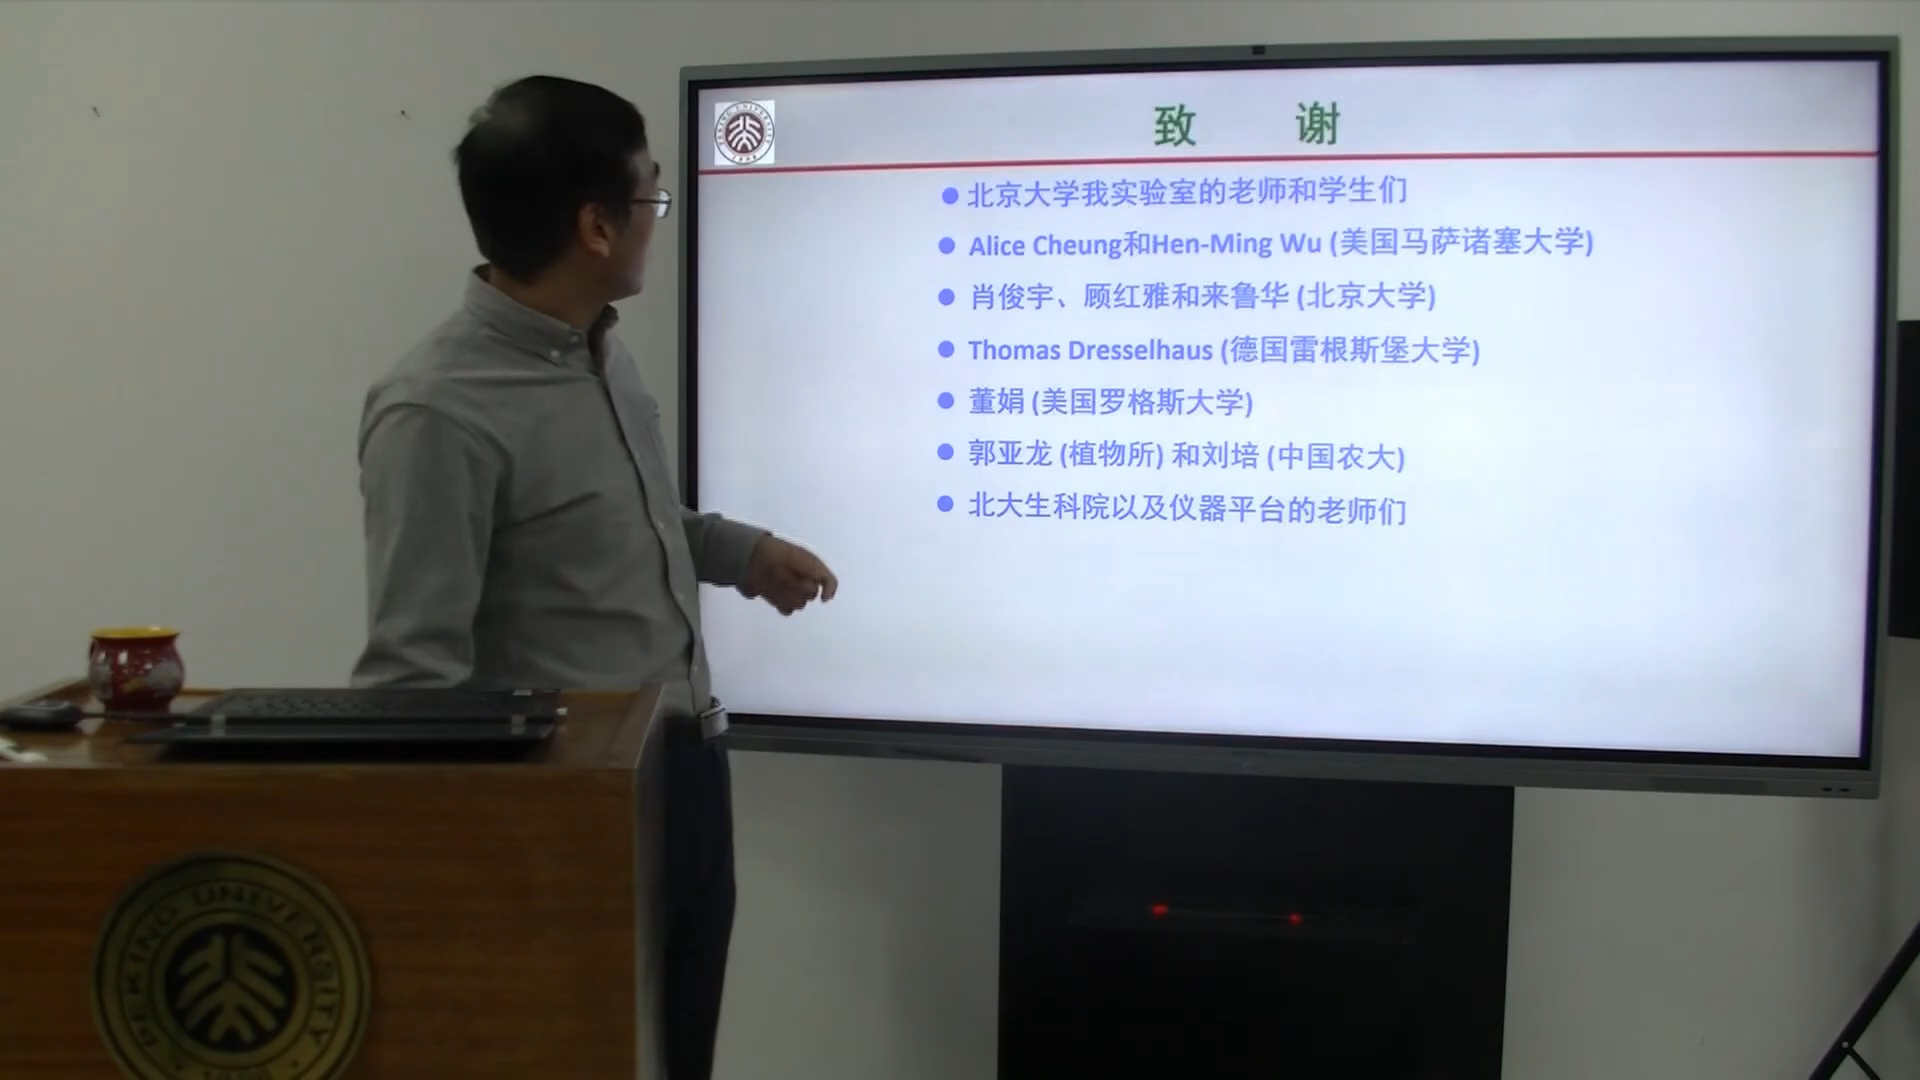 致 谢
北京大学我实验室的老师和学生们
Alice Cheung和Hen-Ming Wu (美国马萨诸塞大学)
肖俊宇、顾红雅和来鲁华 (北京大学)
Thomas Dresselhaus (德国雷根斯堡大学)
董娟 (美国罗格斯大学)
郭亚龙 (植物所) 和刘培 (中国农大)
北大生科院以及仪器平台的老师们
PEKING UNIVERSITY
1898
PEKING UNIVERSITY